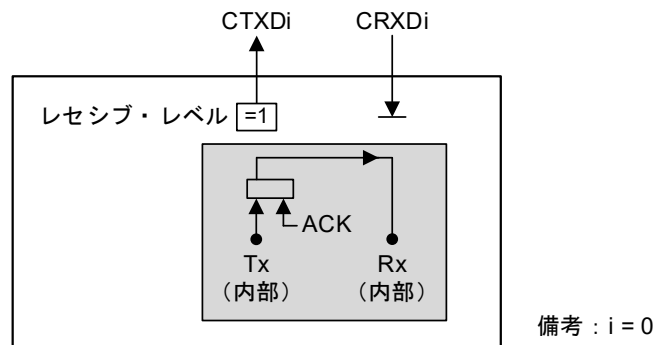 CTXDi CRXDi
レセシブ・レベル =1
ACK
Tx Rx
（内部） （内部）
備考：i = 0